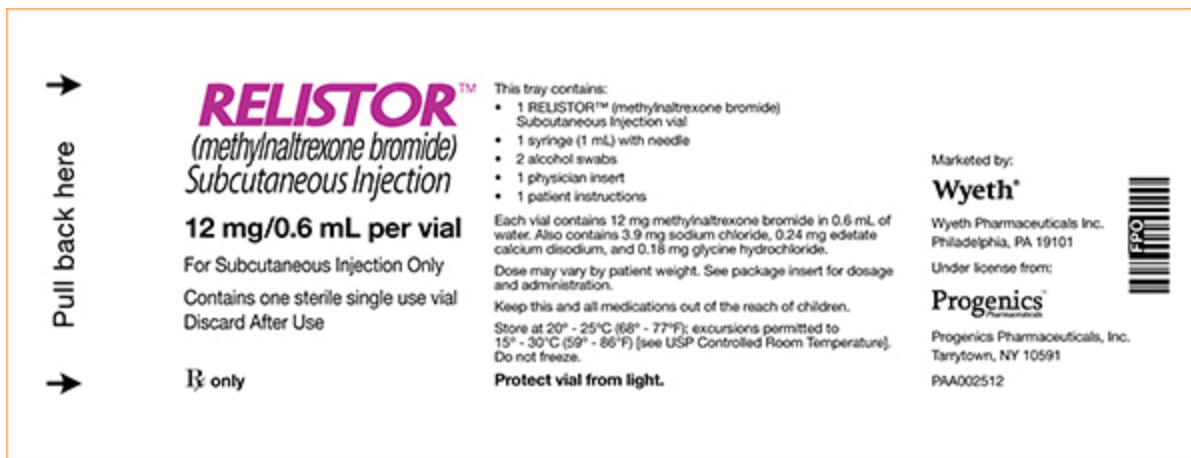 Pull back here
RELISTOR™
(methylnaltrexone bromide)
Subcutaneous Injection
12 mg/0.6 mL per vial
For Subcutaneous Injection Only
Contains one sterile single use vial
Discard After Use
Rx only
This tray contains:
• 1 RELISTOR™ (methylnaltrexone bromide)
Subcutaneous Injection vial
• 1 syringe (1 mL) with needle
• 2 alcohol swabs
• 1 physician insert
• 1 patient instructions
Each vial contains 12 mg methylnaltrexone bromide in 0.6 mL of
water. Also contains 3.9 mg sodium chloride, 0.24 mg edetate
calcium disodium, and 0.18 mg glycine hydrochloride.
Dose may vary by patient weight. See package insert for dosage
and administration.
Keep this and all medications out of the reach of children.
Store at 20° - 25°C (68° - 77°F); excursions permitted to
15° - 30°C (59° - 86°F) [see USP Controlled Room Temperature].
Do not freeze.
Protect vial from light.
Marketed by:
Wyeth®
Wyeth Pharmaceuticals Inc.
Philadelphia, PA 19101
Under license from:
Progenics™
Pharmaceuticals
Progenics Pharmaceuticals, Inc.
Tarrytown, NY 10591
PAA002512
FPO